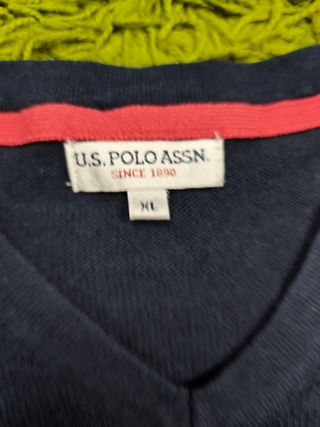 U.S. POLO ASSN.
SINCE 1890
XL